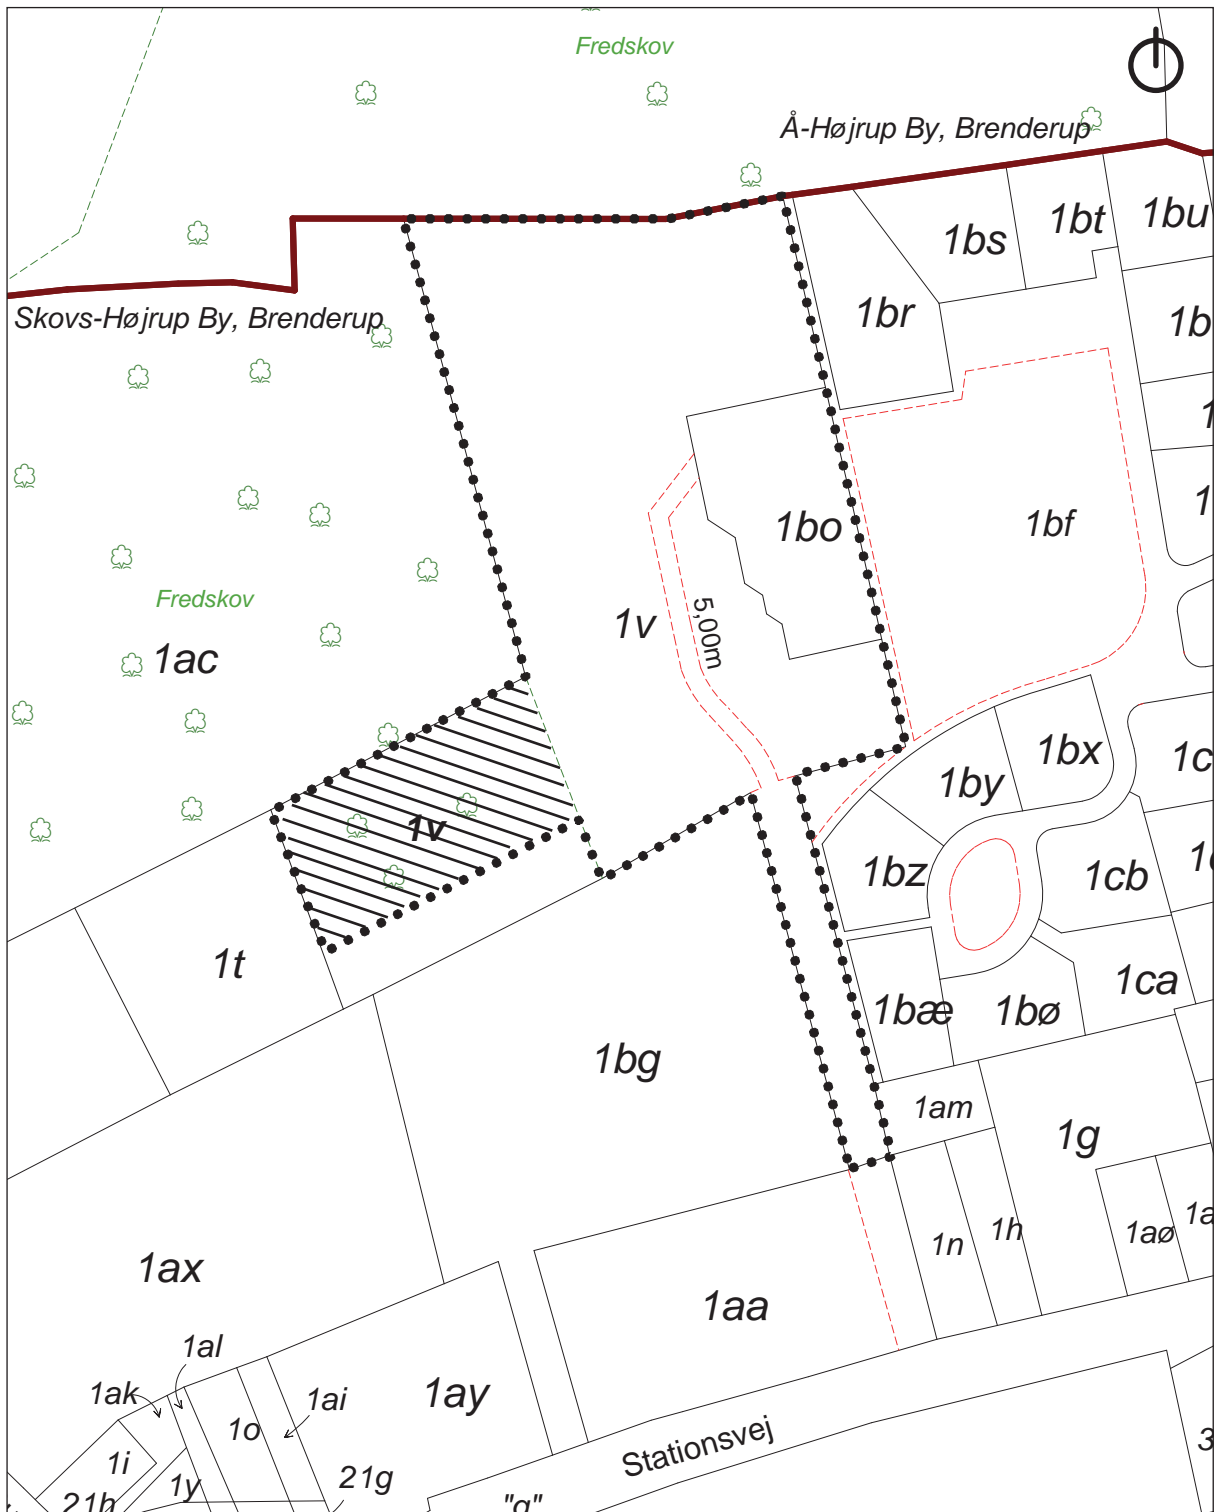 Fredskov
Å-Højrup By, Brenderup
1bu
1bt
1bs
1br
Skovs-Højrup By, Brenderup
1bo
1bf
Fredskov
1v
5,00m
1ac
1bx
1by
1v
1bz
1cb
1t
1ca
1bæ
1bø
1bg
1am
1g
1h
1n
1aø
1ax
1aa
1al
1ak
1ai
1ay
1o
Stationsvej
1i
1y
21g
21h
"q"